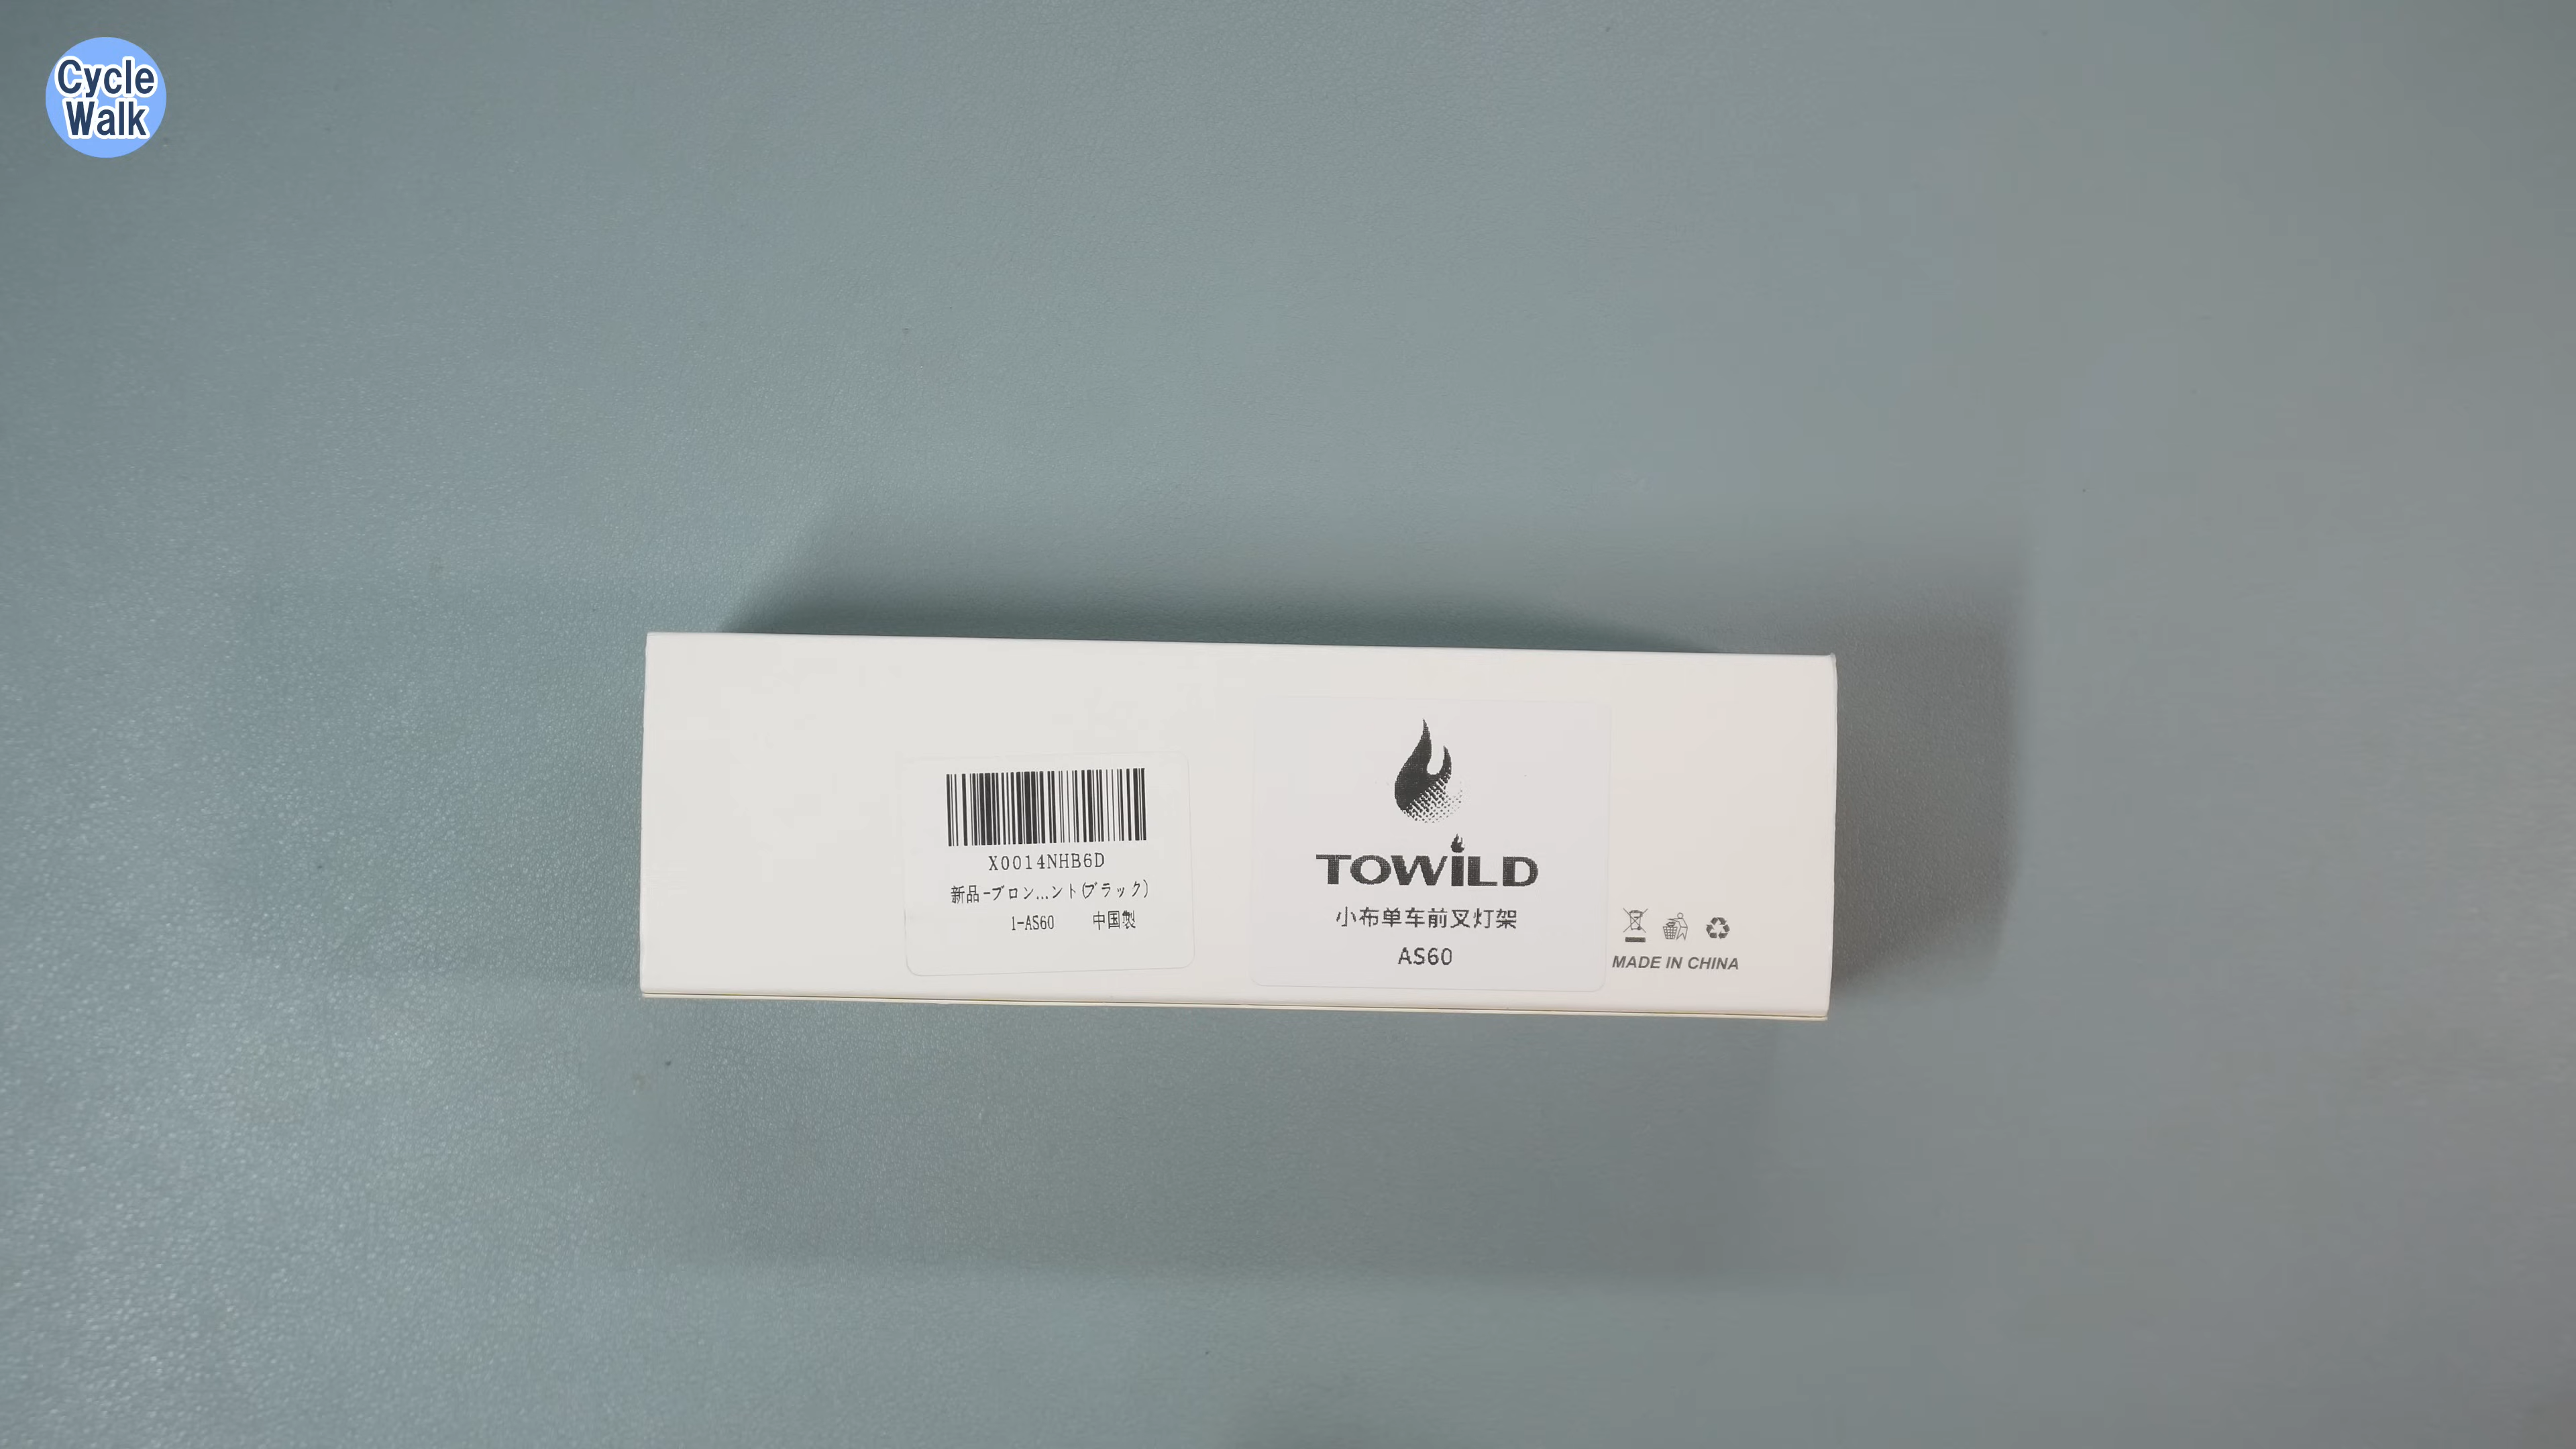 Cycle
Walk
X0014NHB6D
新品-ブロン...ント(ブラック)
1-AS60 中国製
TOWILD
小布单车前叉灯架
AS60
MADE IN CHINA